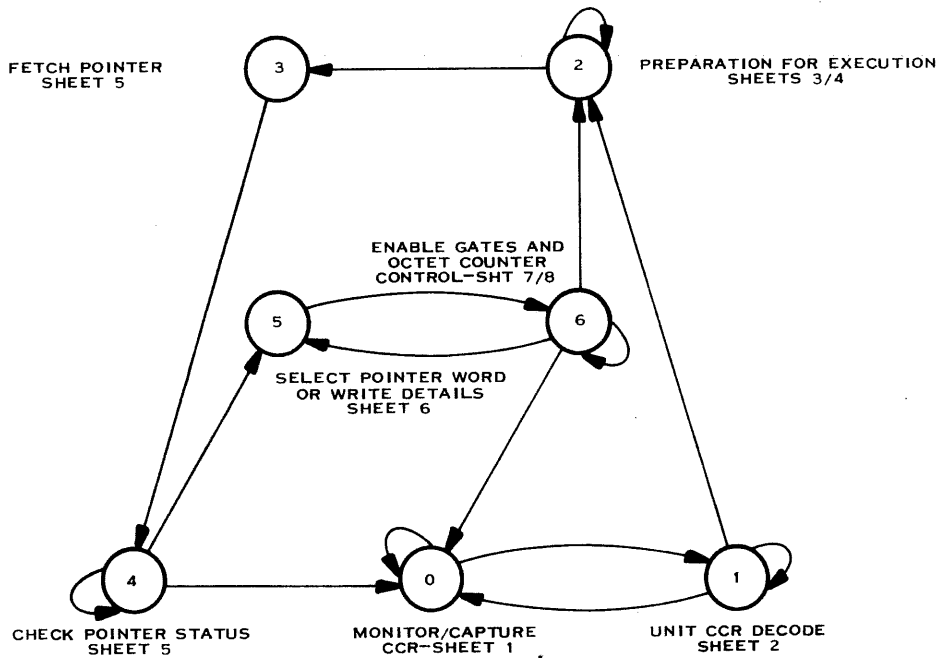 3
2
FETCH POINTER
SHEET 5
PREPARATION FOR EXECUTION
SHEETS 3/4
ENABLE GATES AND
OCTET COUNTER
CONTROL-SHT 7/8
5
6
SELECT POINTER WORD
OR WRITE DETAILS
SHEET 6
4
0
1
CHECK POINTER STATUS
SHEET 5
MONITOR/CAPTURE
CCR-SHEET 1
UNIT CCR DECODE
SHEET 2